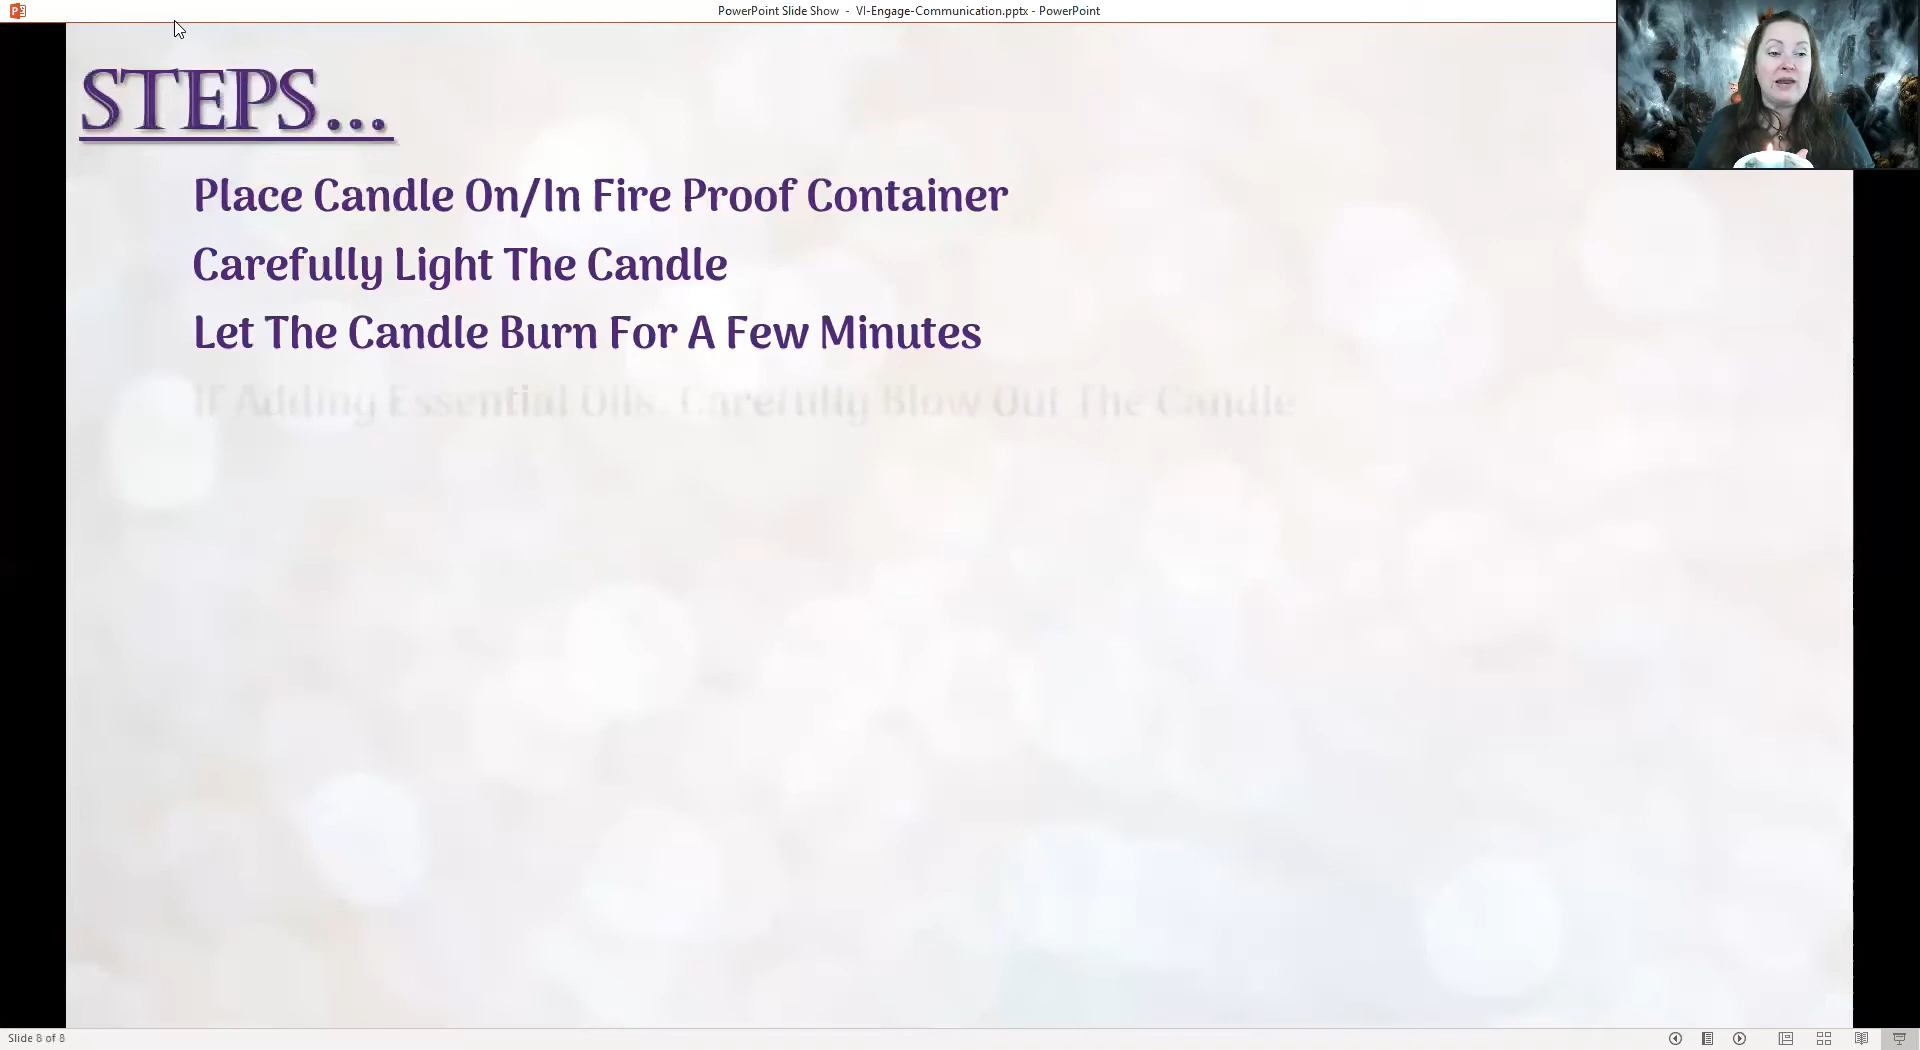 PowerPoint Slide Show - VI-Engage-Communication.pptx - PowerPoint
STEPS...
Place Candle On/In Fire Proof Container
Carefully Light The Candle
Let The Candle Burn For A Few Minutes
If Adding Essential Oils, Carefully Blow Out The Candle
Slide 8 of 8